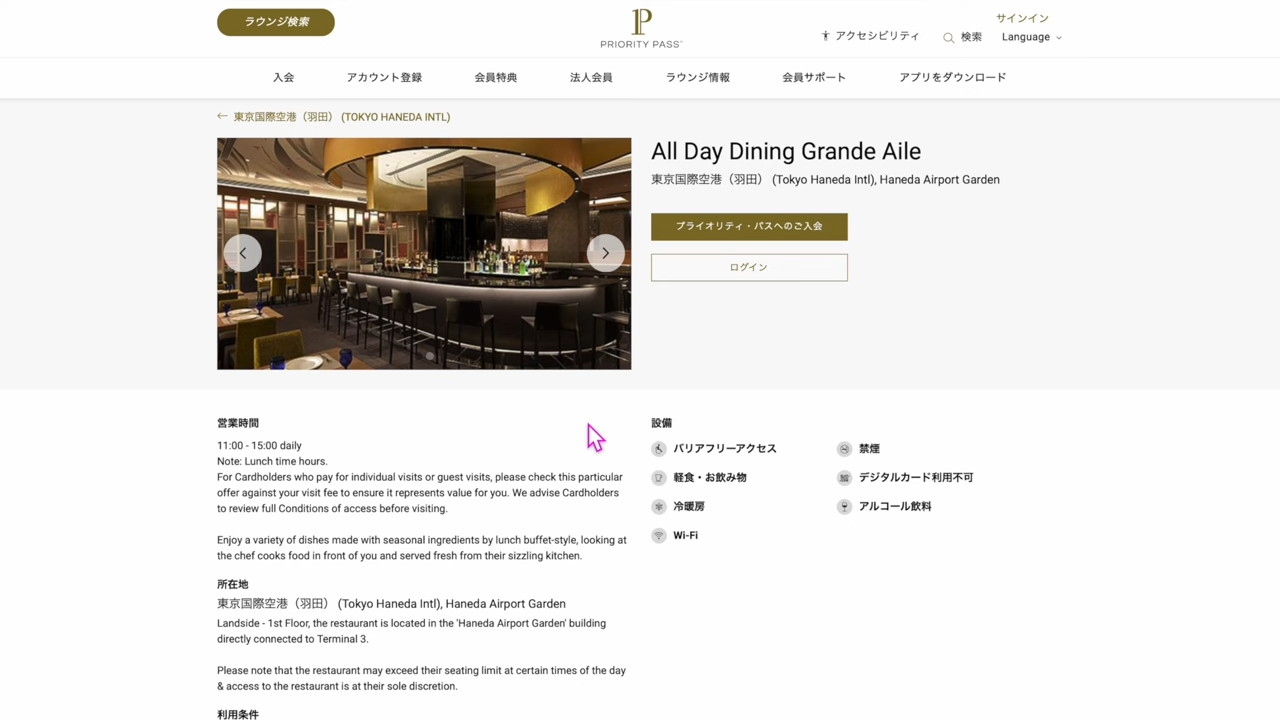 ラウンジ検索
PRIORITY PASS™
アクセシビリティ
検索
サインイン
Language
入会
アカウント登録
会員特典
法人会員
ラウンジ情報
会員サポート
アプリをダウンロード
← 東京国際空港（羽田） (TOKYO HANEDA INTL)
All Day Dining Grande Aile
東京国際空港（羽田） (Tokyo Haneda Intl), Haneda Airport Garden
プライオリティ・パスへのご入会
ログイン
営業時間
11:00 - 15:00 daily
Note: Lunch time hours.
For Cardholders who pay for individual visits or guest visits, please check this particular
offer against your visit fee to ensure it represents value for you. We advise Cardholders
to review full Conditions of access before visiting.
Enjoy a variety of dishes made with seasonal ingredients by lunch buffet-style, looking at
the chef cooks food in front of you and served fresh from their sizzling kitchen.
所在地
東京国際空港（羽田） (Tokyo Haneda Intl), Haneda Airport Garden
Landside - 1st Floor, the restaurant is located in the 'Haneda Airport Garden' building
directly connected to Terminal 3.
Please note that the restaurant may exceed their seating limit at certain times of the day
& access to the restaurant is at their sole discretion.
利用条件
設備
バリアフリーアクセス
禁煙
軽食・お飲み物
デジタルカード利用不可
冷暖房
アルコール飲料
Wi-Fi